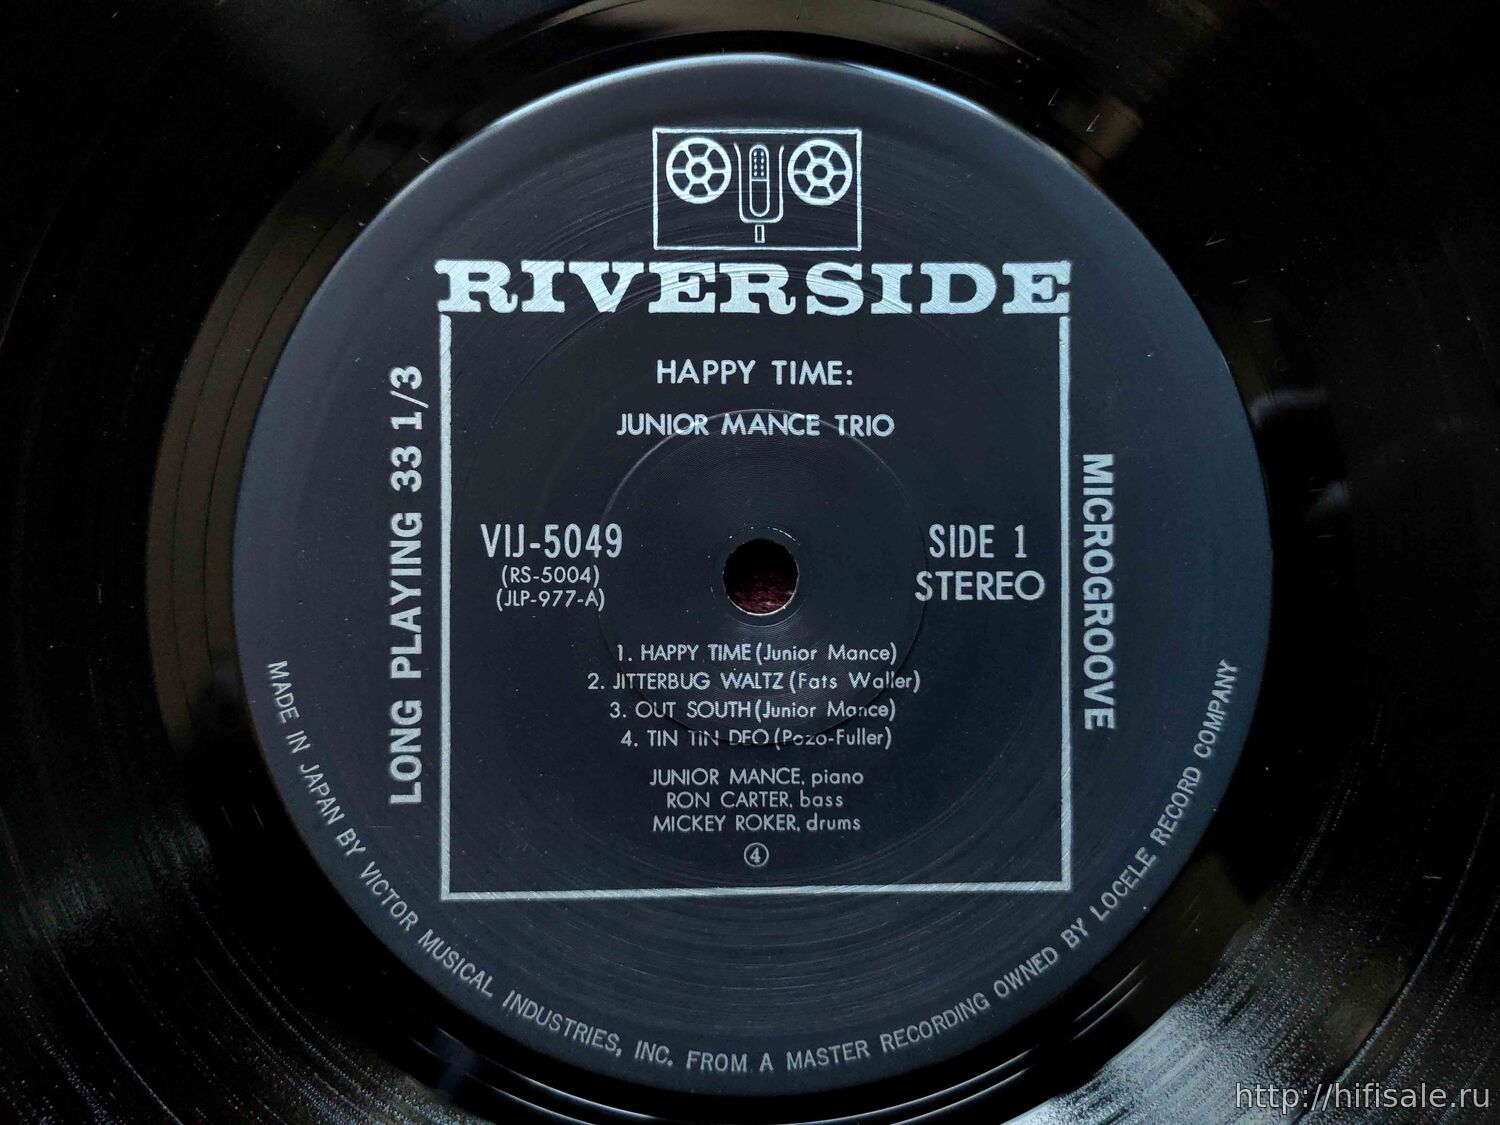 RIVERSIDE
HAPPY TIME:
JUNIOR MANCE TRIO
LONG PLAYING 33 1/3
MICROGROOVE
VIJ-5049
(RS-5004)
(JLP-977-A)
SIDE 1
STEREO
1. HAPPY TIME (Junior Mance)
2. JITTERBUG WALTZ (Fats Waller)
3. OUT SOUTH (Junior Mance)
4. TIN TIN DEO (Pozo-Fuller)
JUNIOR MANCE, piano
RON CARTER, bass
MICKEY ROKER, drums
④
MADE IN JAPAN BY VICTOR MUSICAL INDUSTRIES, INC. FROM A MASTER RECORDING OWNED BY LOCELE RECORD COMPANY
http://hifisale.ru